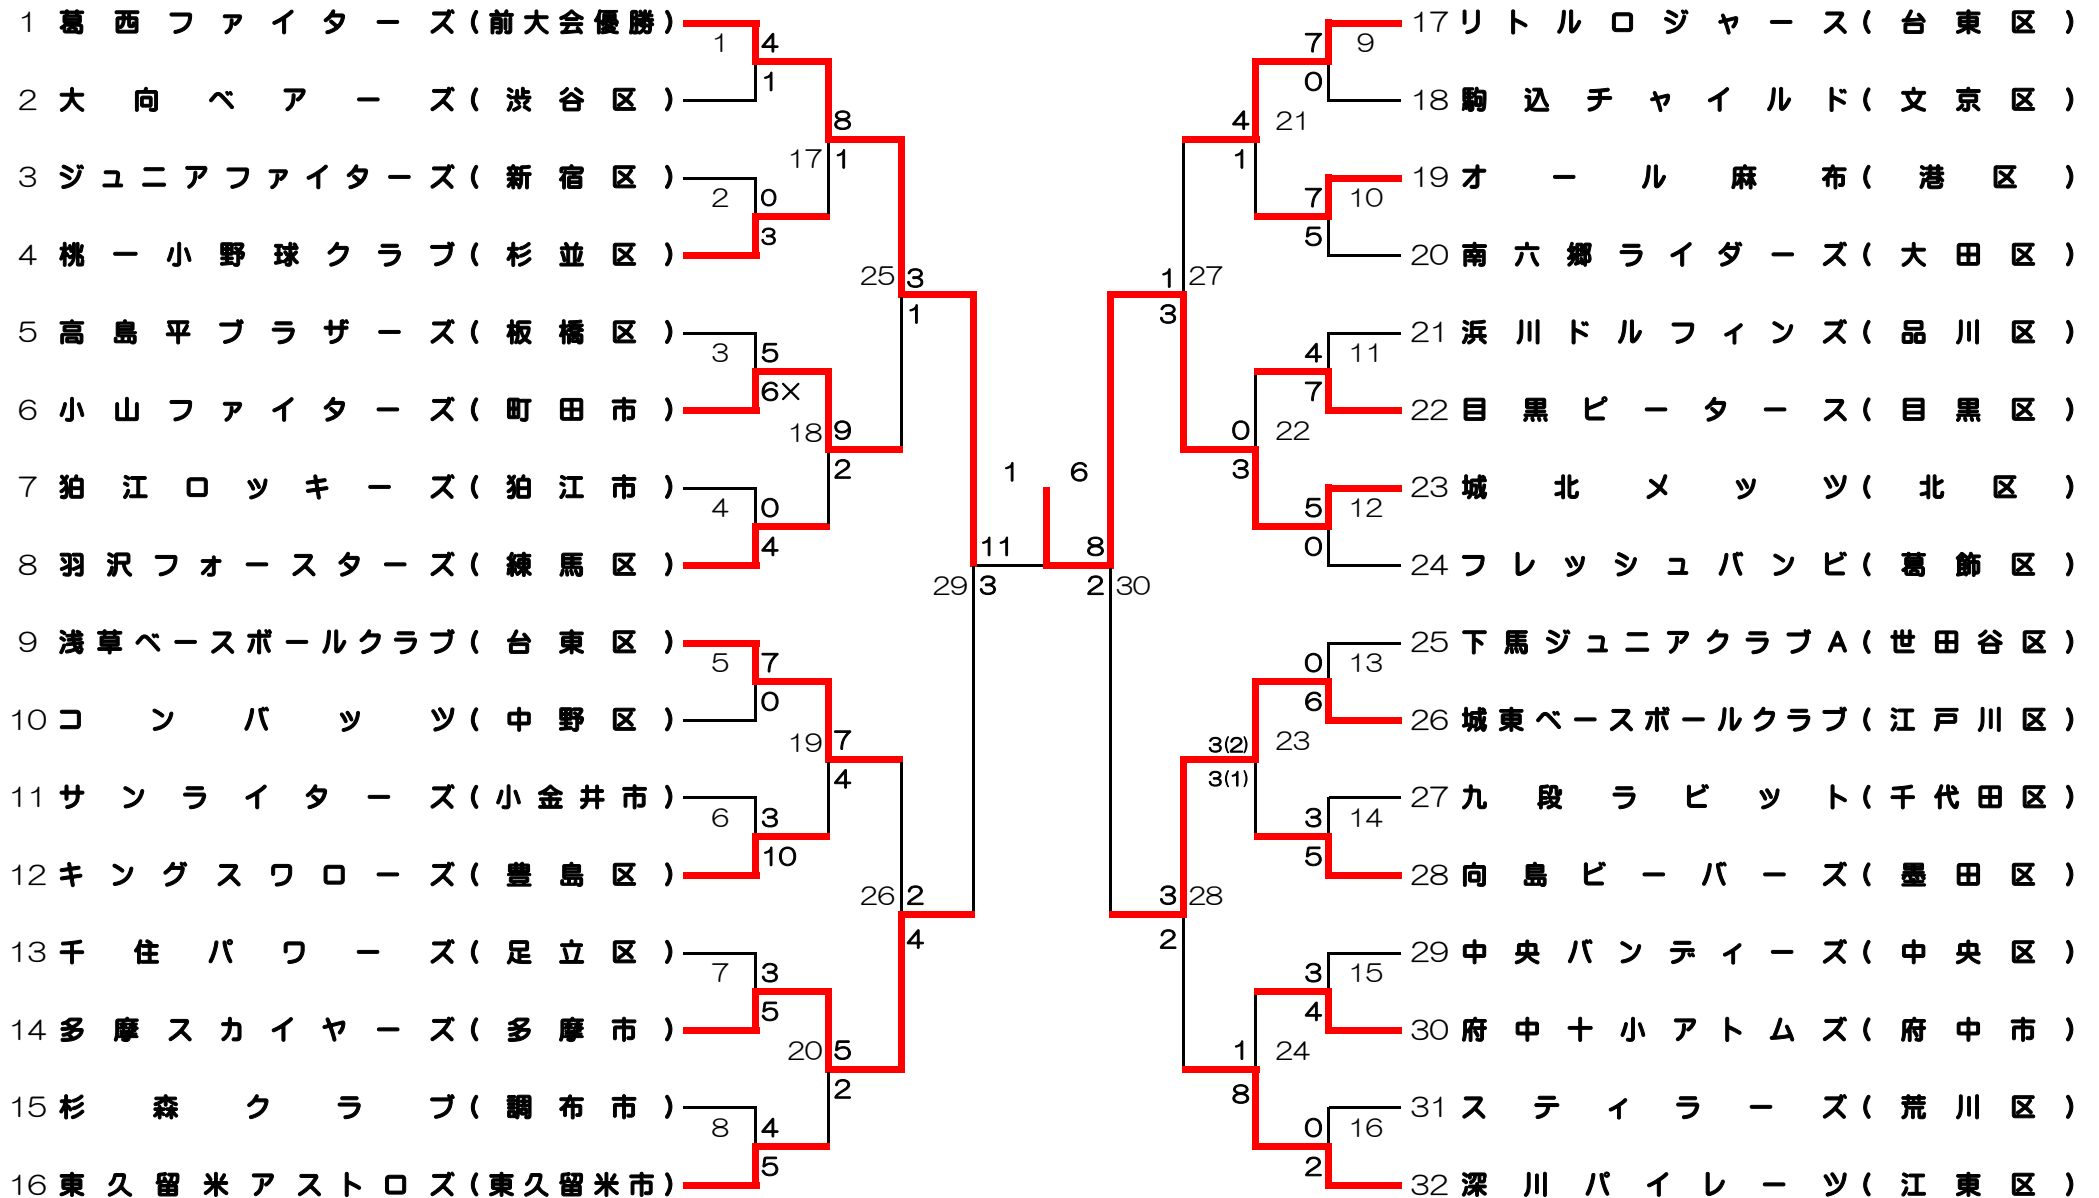 1 葛西ファイターズ(前大会優勝)
2 大向ベアーズ(渋谷区)
3 ジュニアファイターズ(新宿区)
4 桃一小野球クラブ(杉並区)
5 高島平ブラザーズ(板橋区)
6 小山ファイターズ(町田市)
7 狛江ロッキーズ(狛江市)
8 羽沢フォースターズ(練馬区)
9 浅草ベースボールクラブ(台東区)
10 コンバッツ(中野区)
11 サンライターズ(小金井市)
12 キングスワローズ(豊島区)
13 千住パワーズ(足立区)
14 多摩スカイヤーズ(多摩市)
15 杉森クラブ(調布市)
16 東久留米アストロズ(東久留米市)
1 4
1
2 0
3
3 5
6×
4 0
4
5 7
0
6 3
10
7 3
5
8 4
5
8
17 1
18 9
2
19 7
4
20 5
2
25 3
1
26 2
4
11
29 3
1 6
8
2 30
1 27
3
3 28
2
4 21
1
0 22
3
3(2) 23
3(1)
1 24
8
7 9
0
7 10
5
4 11
7
5 12
0
0 13
6
3 14
5
3 15
4
0 16
2
17 リトルロジャース(台東区)
18 駒込チャイルド(文京区)
19 オール麻布(港区)
20 南六郷ライダーズ(大田区)
21 浜川ドルフィンズ(品川区)
22 目黒ピータース(目黒区)
23 城北メッツ(北区)
24 フレッシュバンビ(葛飾区)
25 下馬ジュニアクラブA(世田谷区)
26 城東ベースボールクラブ(江戸川区)
27 九段ラビット(千代田区)
28 向島ビーバーズ(墨田区)
29 中央バンディーズ(中央区)
30 府中十小アトムズ(府中市)
31 スティラーズ(荒川区)
32 深川パイレーツ(江東区)